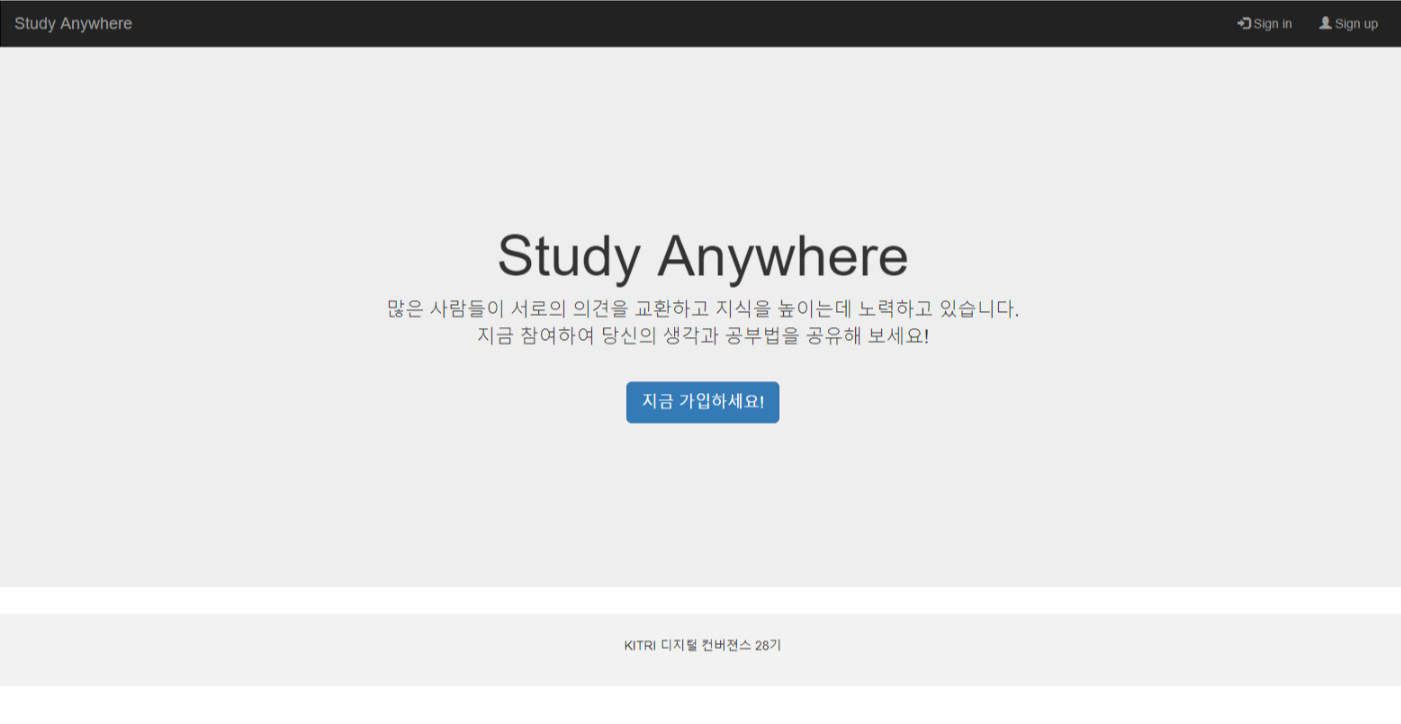 Study Anywhere
Sign in
Sign up
Study Anywhere
많은 사람들이 서로의 의견을 교환하고 지식을 높이는데 노력하고 있습니다.
지금 참여하여 당신의 생각과 공부법을 공유해 보세요!
지금 가입하세요!
KITRI 디지털 컨버젼스 28기